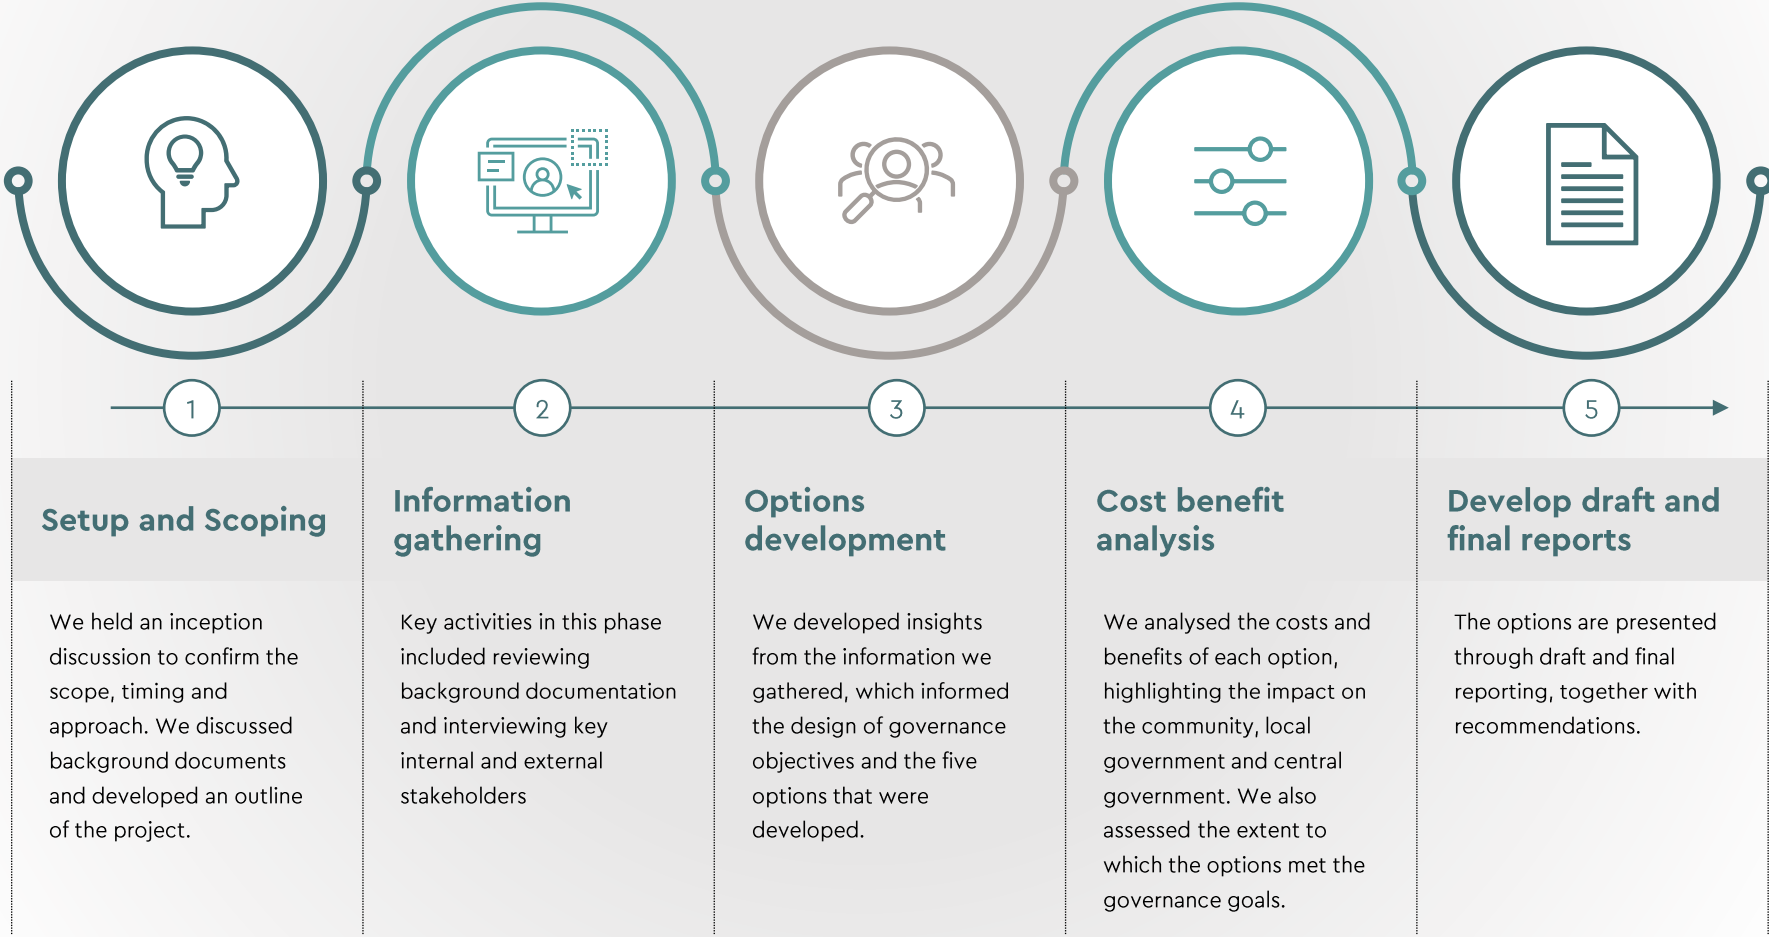 1
2
3
4
5
Setup and Scoping
We held an inception
discussion to confirm the
scope, timing and
approach. We discussed
background documents
and developed an outline
of the project.
Information
gathering
Key activities in this phase
included reviewing
background documentation
and interviewing key
internal and external
stakeholders
Options
development
We developed insights
from the information we
gathered, which informed
the design of governance
objectives and the five
options that were
developed.
Cost benefit
analysis
We analysed the costs and
benefits of each option,
highlighting the impact on
the community, local
government and central
government. We also
assessed the extent to
which the options met the
governance goals.
Develop draft and
final reports
The options are presented
through draft and final
reporting, together with
recommendations.